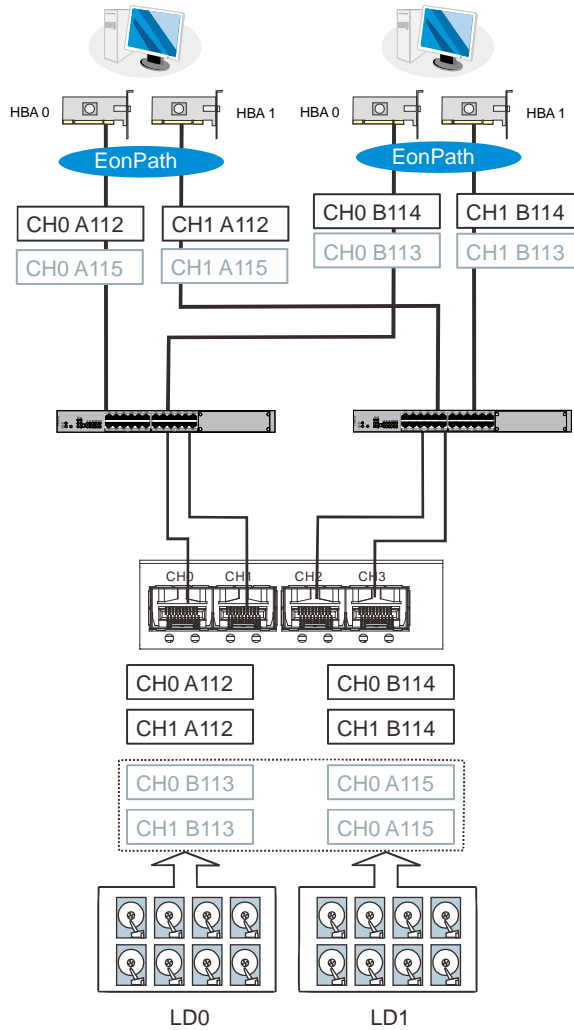 HBA 0
HBA 1
HBA 0
HBA 1
EonPath
EonPath
CH0 A112
CH1 A112
CH0 B114
CH1 B114
CH0 A115
CH1 A115
CH0 B113
CH1 B113
CH0
CH1
CH2
CH3
CH0 A112
CH0 B114
CH1 A112
CH1 B114
CH0 B113
CH0 A115
CH1 B113
CH0 A115
LD0
LD1